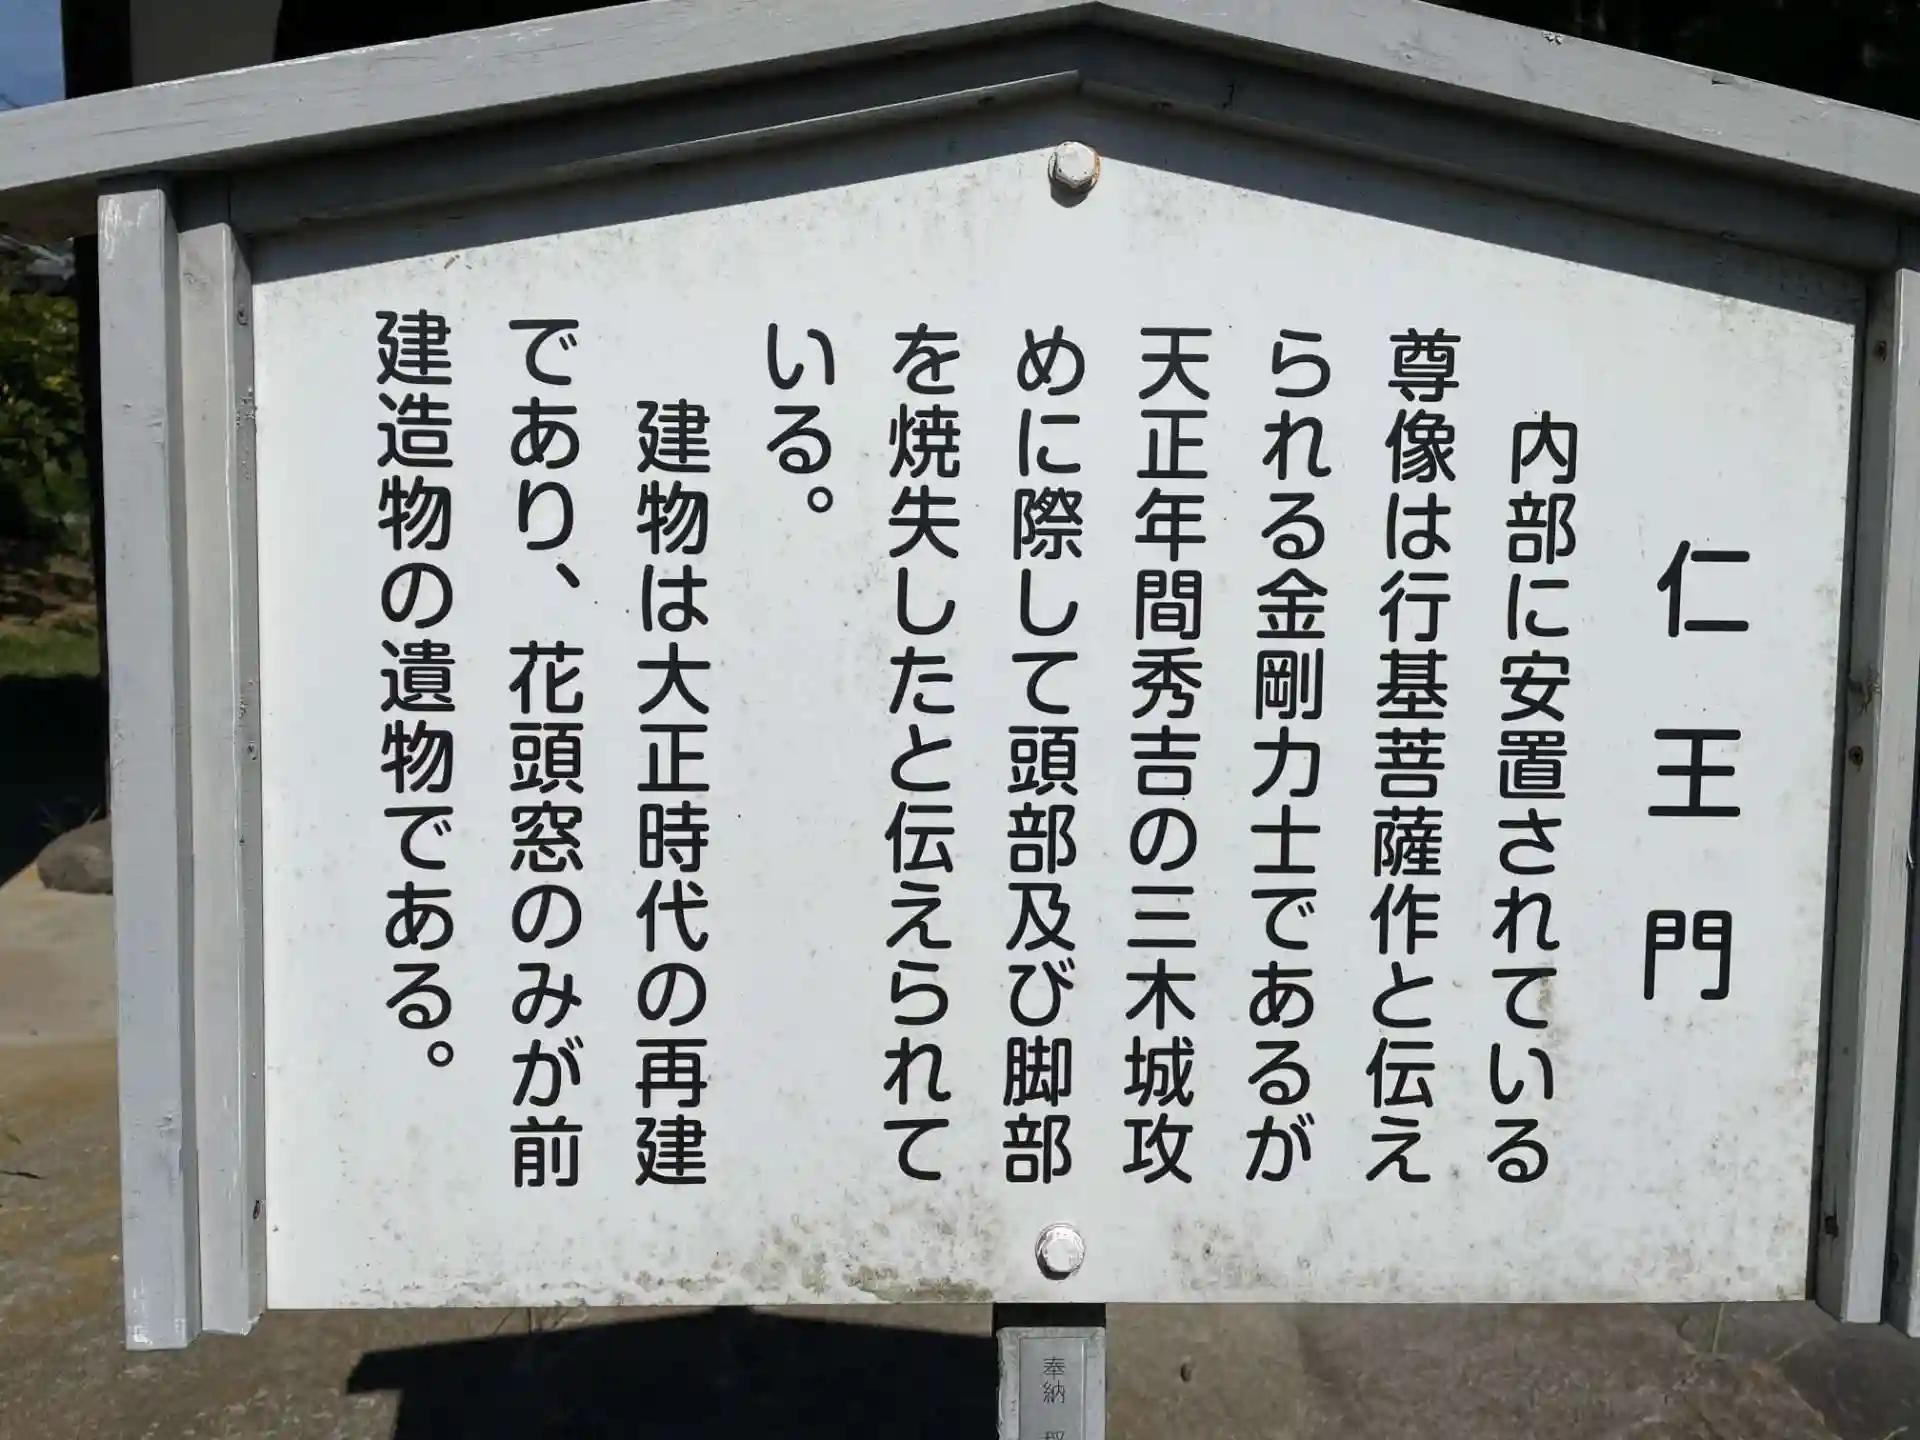 仁王門
内部に安置されている
尊像は行基菩薩作と伝え
られる金剛力士であるが
天正年間秀吉の三木城攻
めに際して頭部及び脚部
を焼失したと伝えられて
いる。
建物は大正時代の再建
であり、花頭窓のみが前
建造物の遺物である。
奉納